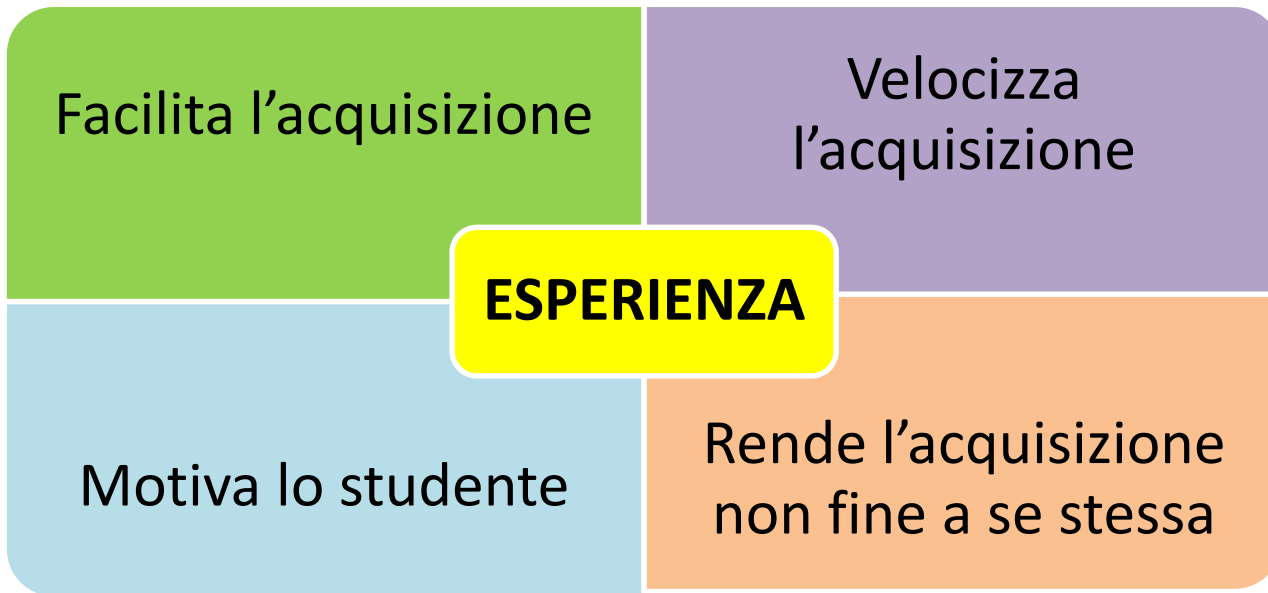 Facilita l’acquisizione
Velocizza
l’acquisizione
ESPERIENZA
Motiva lo studente
Rende l’acquisizione
non fine a se stessa